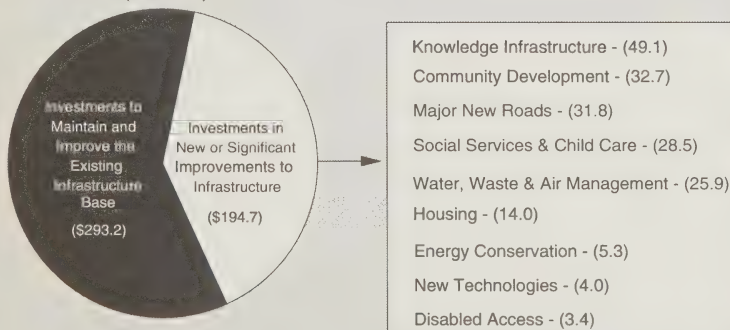 Investments to
Maintain and
Improve the
Existing
Infrastructure
Base
($293.2)
Investments in
New or Significant
Improvements to
Infrastructure
($194.7)
Knowledge Infrastructure - (49.1)
Community Development - (32.7)
Major New Roads - (31.8)
Social Services & Child Care - (28.5)
Water, Waste & Air Management - (25.9)
Housing - (14.0)
Energy Conservation - (5.3)
New Technologies - (4.0)
Disabled Access - (3.4)